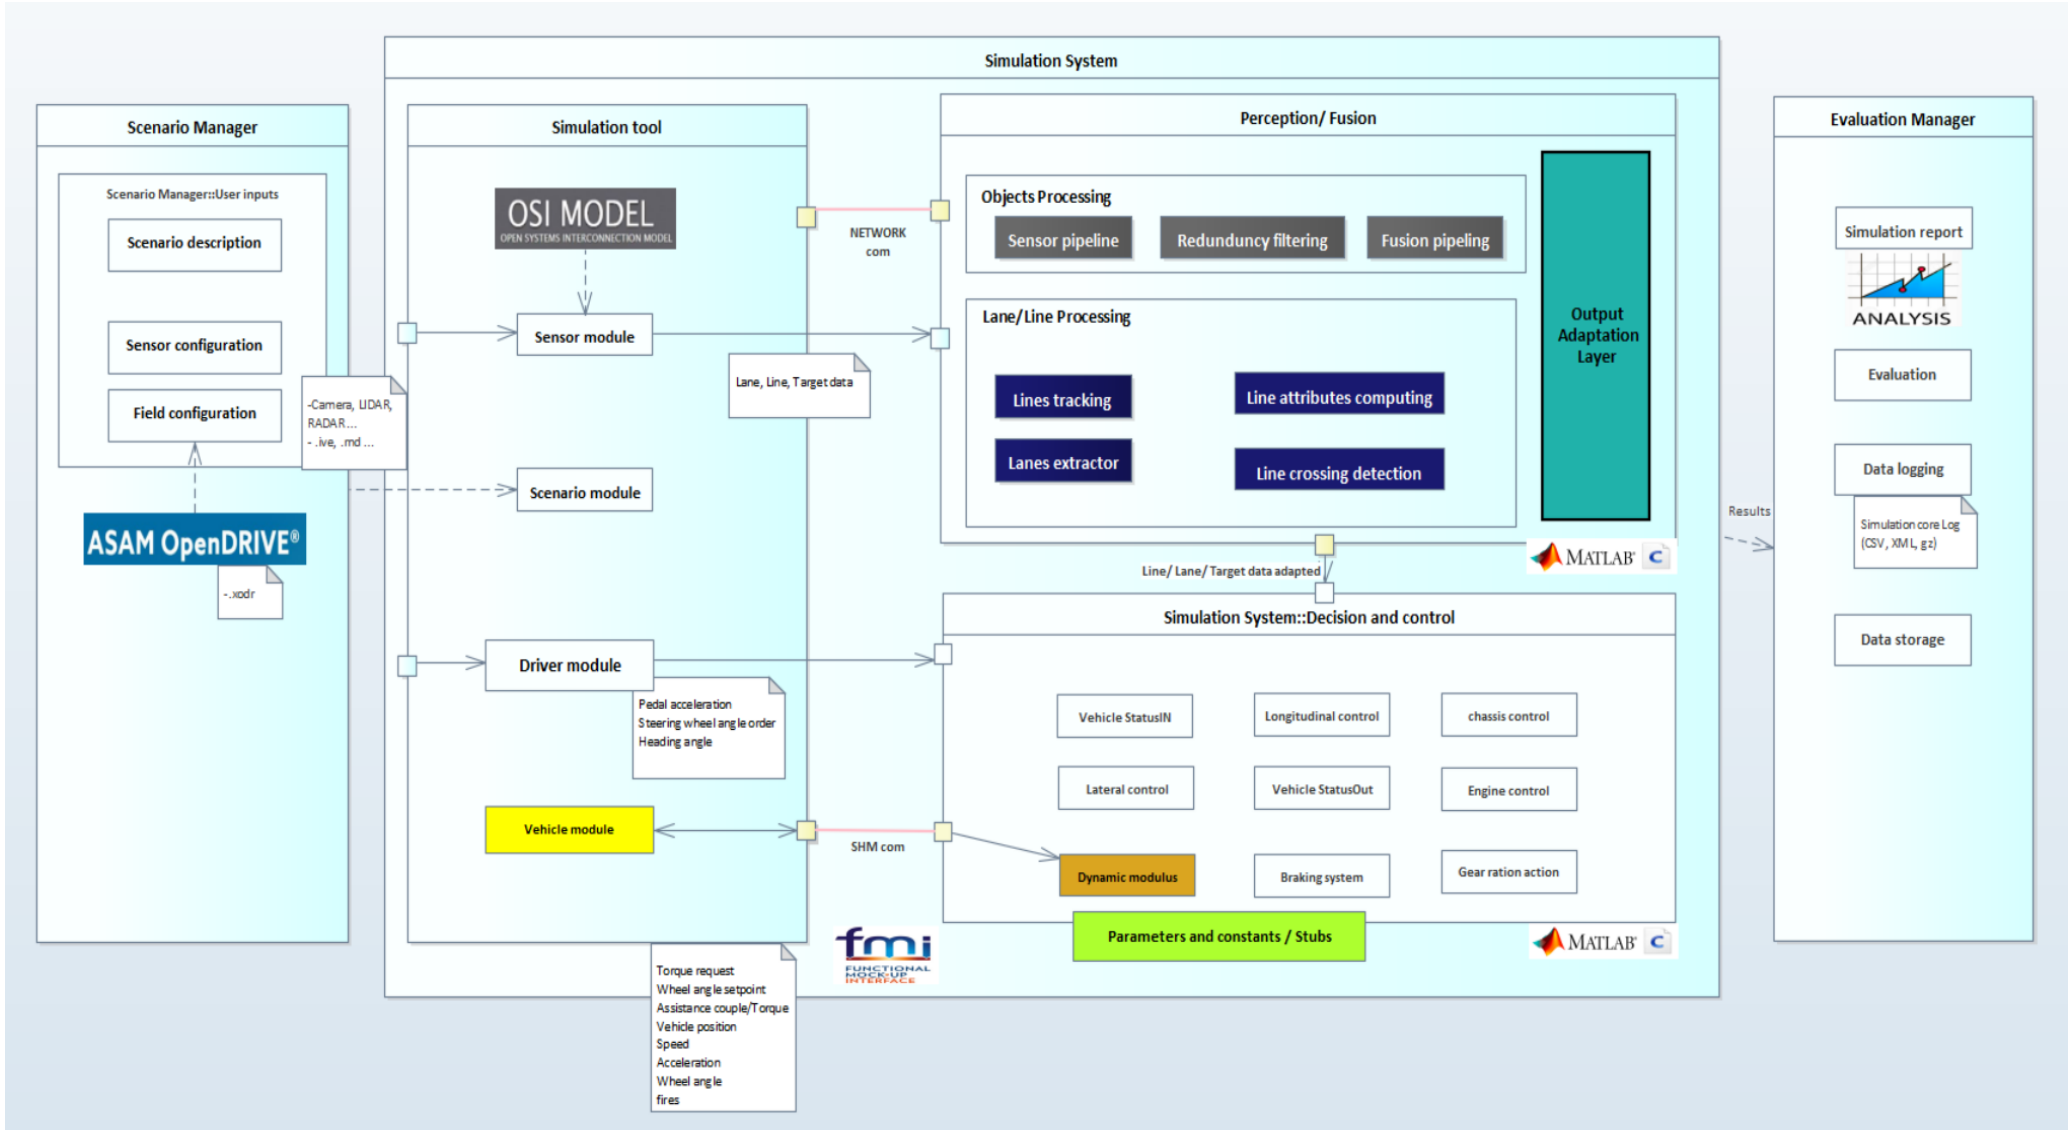 Simulation System
Scenario Manager
Scenario Manager::User inputs
Scenario description
Sensor configuration
Field configuration
-Camera, LIDAR,
RADAR...
- .ive, .md ...
ASAM OpenDRIVE®
-.xodr
Simulation tool
OSI MODEL
OPEN SYSTEMS INTERCONNECTION MODEL
Sensor module
Lane, Line, Target data
Scenario module
Driver module
Pedal acceleration
Steering wheel angle order
Heading angle
Vehicle module
Torque request
Wheel angle setpoint
Assistance couple/Torque
Vehicle position
Speed
Acceleration
Wheel angle
fires
NETWORK
com
SHM com
fmi
FUNCTIONAL
MOCK-UP
INTERFACE
Perception/ Fusion
Objects Processing
Sensor pipeline
Redunduncy filtering
Fusion pipeling
Lane/Line Processing
Lines tracking
Line attributes computing
Lanes extractor
Line crossing detection
Output
Adaptation
Layer
MATLAB C
Line/ Lane/ Target data adapted
Simulation System::Decision and control
Vehicle StatusIN
Longitudinal control
chassis control
Lateral control
Vehicle StatusOut
Engine control
Dynamic modulus
Braking system
Gear ration action
Parameters and constants / Stubs
MATLAB C
Results
Evaluation Manager
Simulation report
ANALYSIS
Evaluation
Data logging
Simulation core Log
(CSV, XML, gz)
Data storage